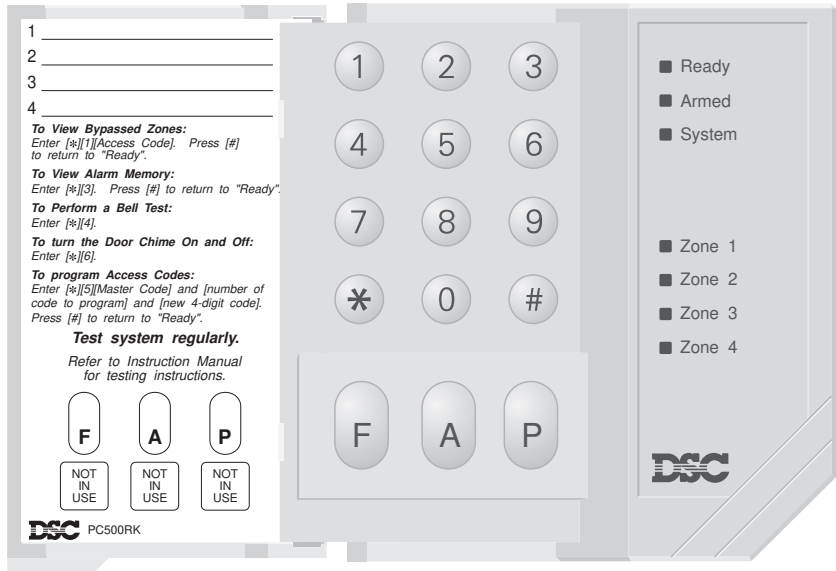 1
2
3
4
To View Bypassed Zones:
Enter [*][1][Access Code]. Press [#]
to return to "Ready".
To View Alarm Memory:
Enter [*][3]. Press [#] to return to "Ready".
To Perform a Bell Test:
Enter [*][4].
To turn the Door Chime On and Off:
Enter [*][6].
To program Access Codes:
Enter [*][5][Master Code] and [number of
code to program] and [new 4-digit code].
Press [#] to return to "Ready".
Test system regularly.
Refer to Instruction Manual
for testing instructions.
F A P
NOT IN USE NOT IN USE NOT IN USE
DSC PC500RK
1 2 3
4 5 6
7 8 9
* 0 #
F A P
Ready
Armed
System
Zone 1
Zone 2
Zone 3
Zone 4
DSC